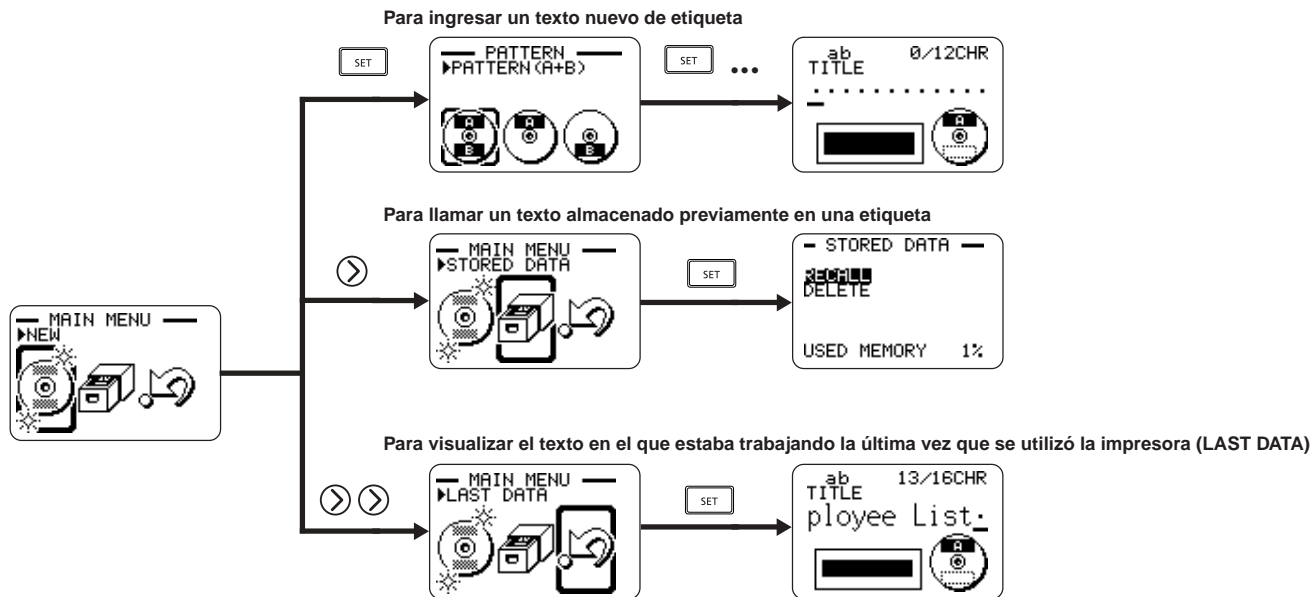 Para ingresar un texto nuevo de etiqueta
SET
PATTERN
PATTERN(A+B)
A
B
A
B
SET
...
ab 0/12CHR
TITLE
A
Para llamar un texto almacenado previamente en una etiqueta
MAIN MENU
STORED DATA
SET
STORED DATA
RECALL
DELETE
USED MEMORY 1%
MAIN MENU
NEW
Para visualizar el texto en el que estaba trabajando la última vez que se utilizó la impresora (LAST DATA)
MAIN MENU
LAST DATA
SET
ab 13/16CHR
TITLE
ployee List
A